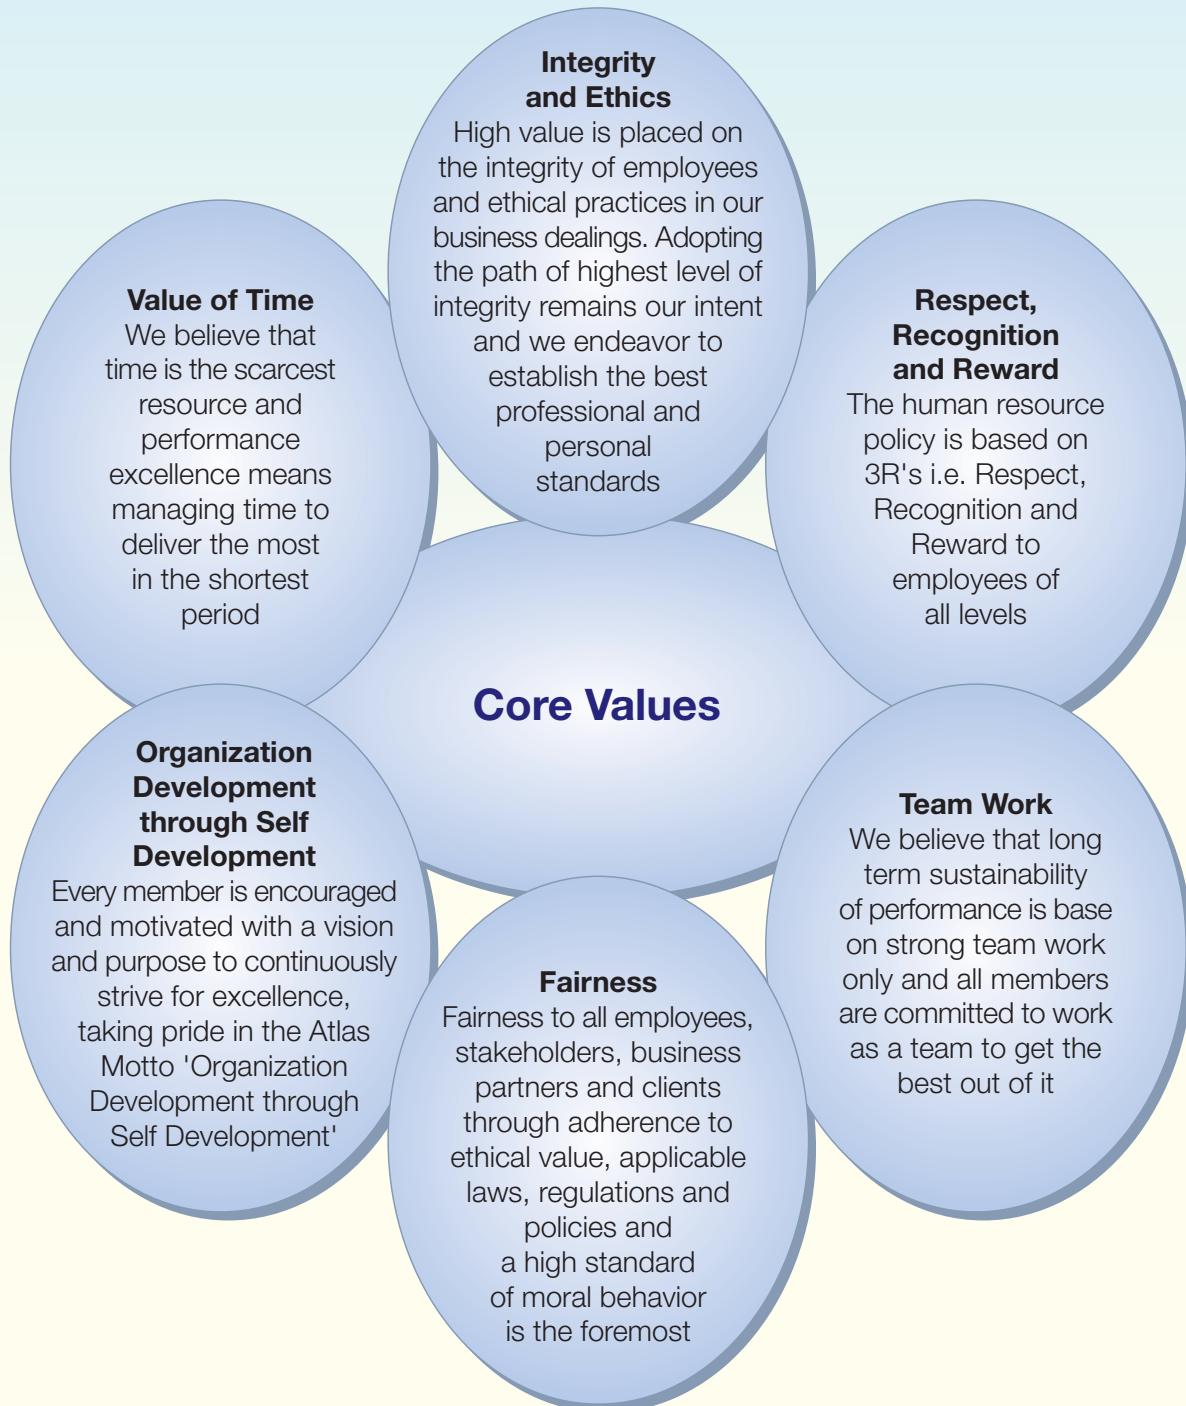 Integrity
and Ethics
High value is placed on
the integrity of employees
and ethical practices in our
business dealings. Adopting
the path of highest level of
integrity remains our intent
and we endeavor to
establish the best
professional and
personal
standards
Respect,
Recognition
and Reward
The human resource
policy is based on
3R's i.e. Respect,
Recognition and
Reward to
employees of
all levels
Team Work
We believe that long
term sustainability
of performance is base
on strong team work
only and all members
are committed to work
as a team to get the
best out of it
Fairness
Fairness to all employees,
stakeholders, business
partners and clients
through adherence to
ethical value, applicable
laws, regulations and
policies and
a high standard
of moral behavior
is the foremost
Organization
Development
through Self
Development
Every member is encouraged
and motivated with a vision
and purpose to continuously
strive for excellence,
taking pride in the Atlas
Motto 'Organization
Development through
Self Development'
Value of Time
We believe that
time is the scarcest
resource and
performance
excellence means
managing time to
deliver the most
in the shortest
period
Core Values